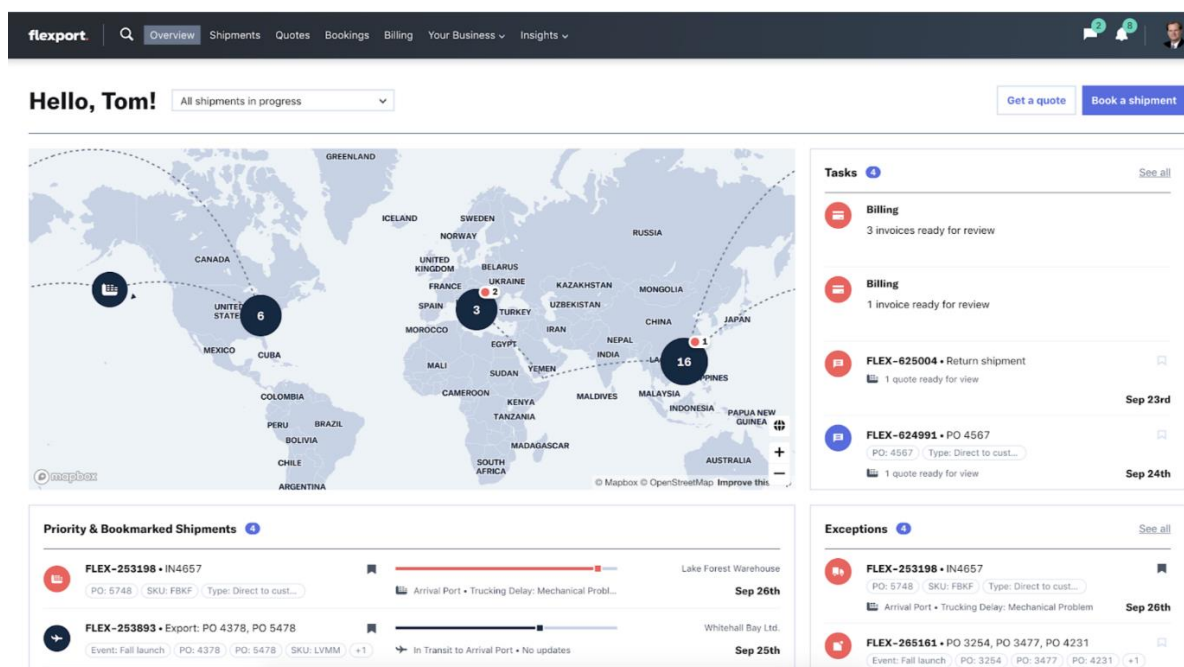 flexport.
Overview
Shipments
Quotes
Bookings
Billing
Your Business
Insights
2
8
Hello, Tom!
All shipments in progress
Get a quote
Book a shipment
GREENLAND
ICELAND
SWEDEN
NORWAY
RUSSIA
CANADA
UNITED
KINGDOM
BELARUS
FRANCE
UKRAINE
KAZAKHSTAN
MONGOLIA
2
SPAIN
3
TURKEY
UZBEKISTAN
UNITED
STATE
6
CHINA
JAPAN
MOROCCO
IRAN
1
EGYPT
NEPAL
16
MEXICO
CUBA
MALI
SUDAN
YEMEN
INDIA
LA
PPINES
COLOMBIA
CAMEROON
KENYA
MALDIVES
MALAYSIA
TANZANIA
INDONESIA
PAPUA NEW
GUINEA
PERU
BRAZIL
BOLIVIA
MADAGASCAR
CHILE
SOUTH
AFRICA
AUSTRALIA
+
−
mapbox
ARGENTINA
© Mapbox © OpenStreetMap Improve this
Tasks 4
See all
Billing
3 invoices ready for review
Billing
1 invoice ready for review
FLEX-625004 • Return shipment
1 quote ready for view
Sep 23rd
FLEX-624991 • PO 4567
PO: 4567 Type: Direct to cust...
1 quote ready for view
Sep 24th
Priority & Bookmarked Shipments 4
FLEX-253198 • IN4657
Lake Forest Warehouse
PO: 5748 SKU: FBKF Type: Direct to cust...
Arrival Port • Trucking Delay: Mechanical Probl...
Sep 26th
FLEX-253893 • Export: PO 4378, PO 5478
Whitehall Bay Ltd.
Event: Fall launch PO: 4378 PO: 5478 SKU: LVMM +1
In Transit to Arrival Port • No updates
Sep 25th
Exceptions 4
See all
FLEX-253198 • IN4657
PO: 5748 SKU: FBKF Type: Direct to cust...
Arrival Port • Trucking Delay: Mechanical Problem
Sep 26th
FLEX-265161 • PO 3254, PO 3477, PO 4231
Event: Fall launch PO: 3254 PO: 3477 PO: 4231 +1